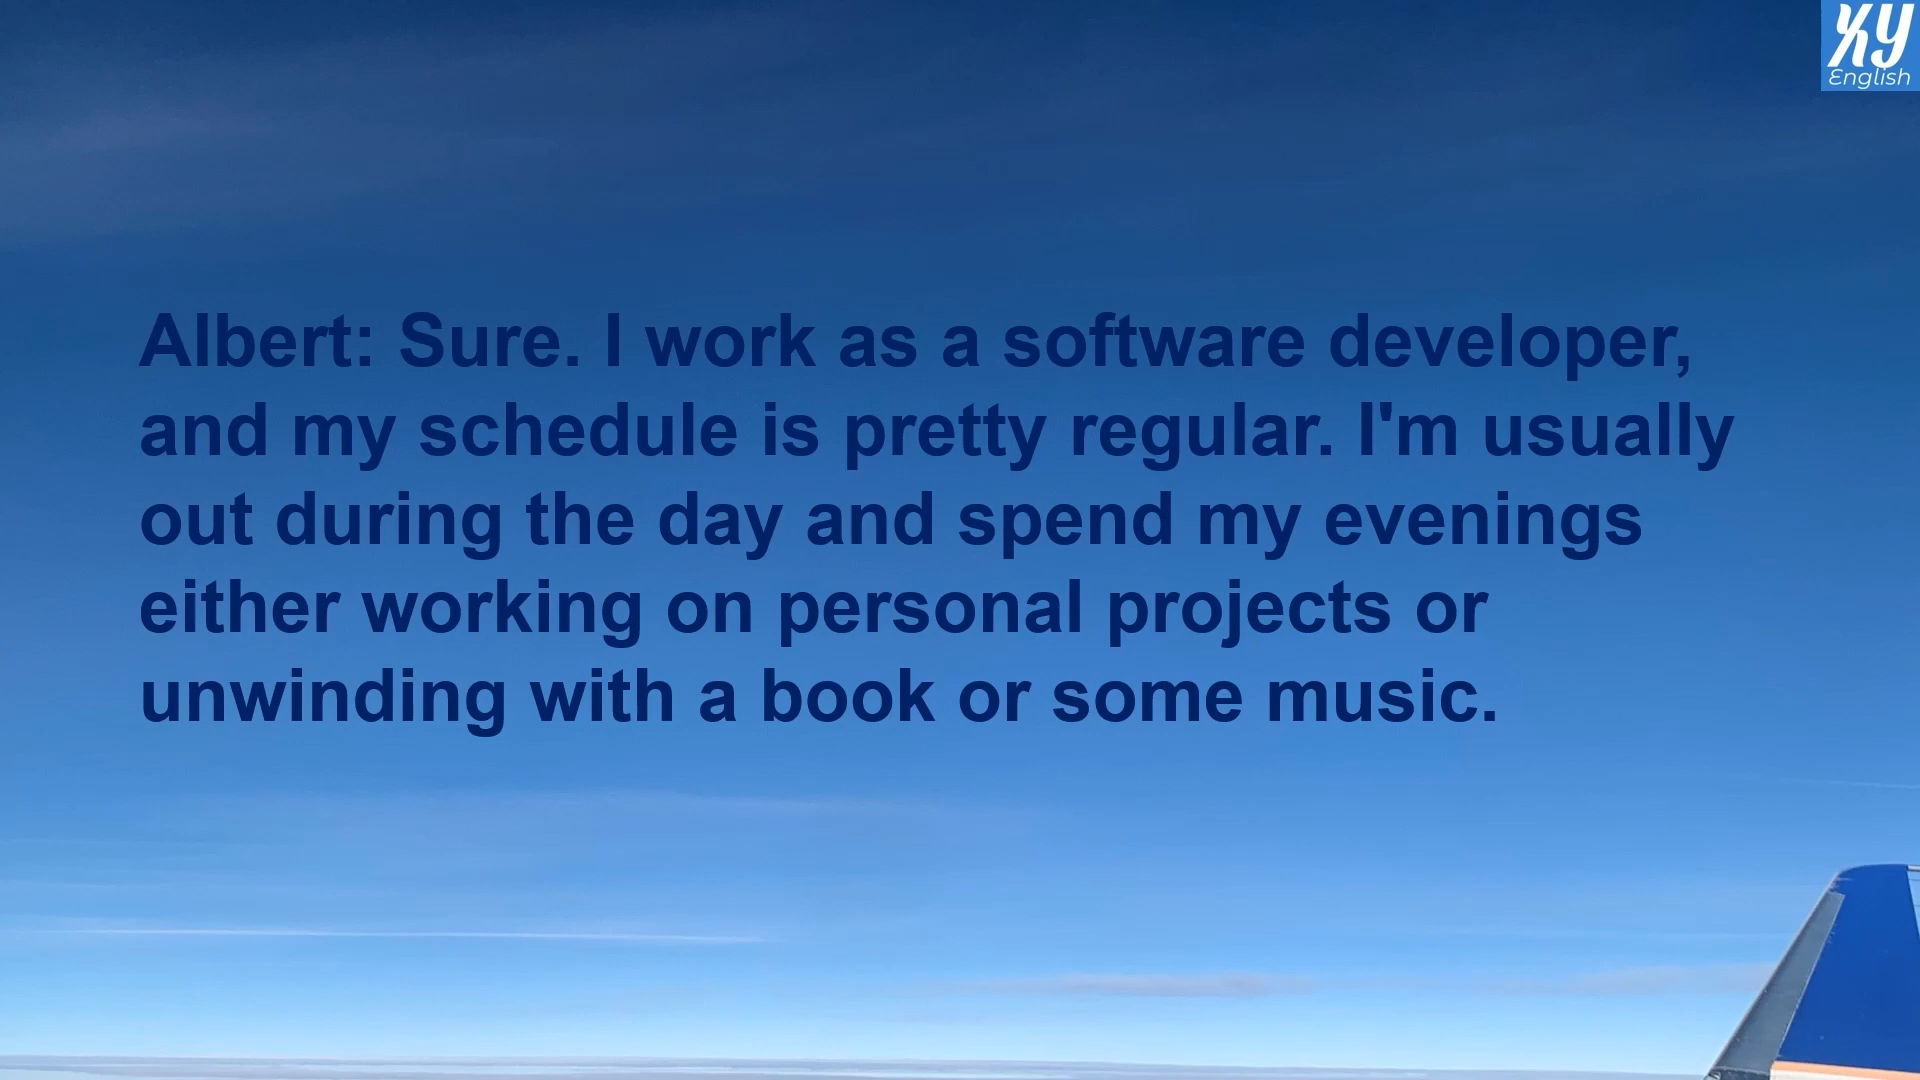 XY
English
Albert: Sure. I work as a software developer,
and my schedule is pretty regular. I'm usually
out during the day and spend my evenings
either working on personal projects or
unwinding with a book or some music.